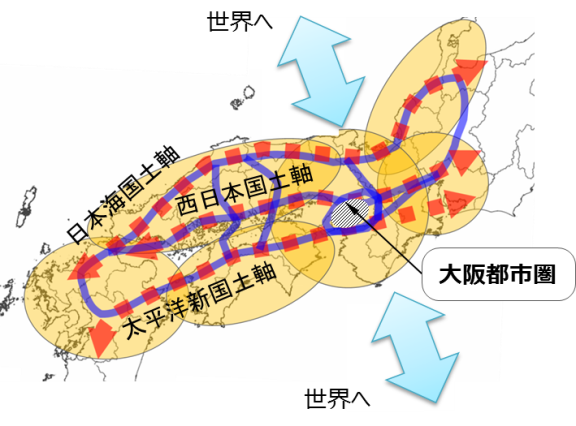 世界へ
日本海国土軸
西日本国土軸
大阪都市圏
太平洋新国土軸
世界へ